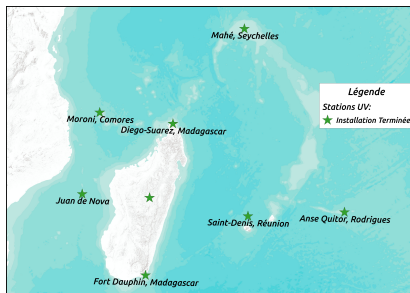 Mahé, Seychelles
Légende
Stations UV:
Installation Terminée
Moroni, Comores
Diego-Suarez, Madagascar
Juan de Nova
Saint-Denis, Réunion
Anse Quitor, Rodrigues
Fort Dauphin, Madagascar